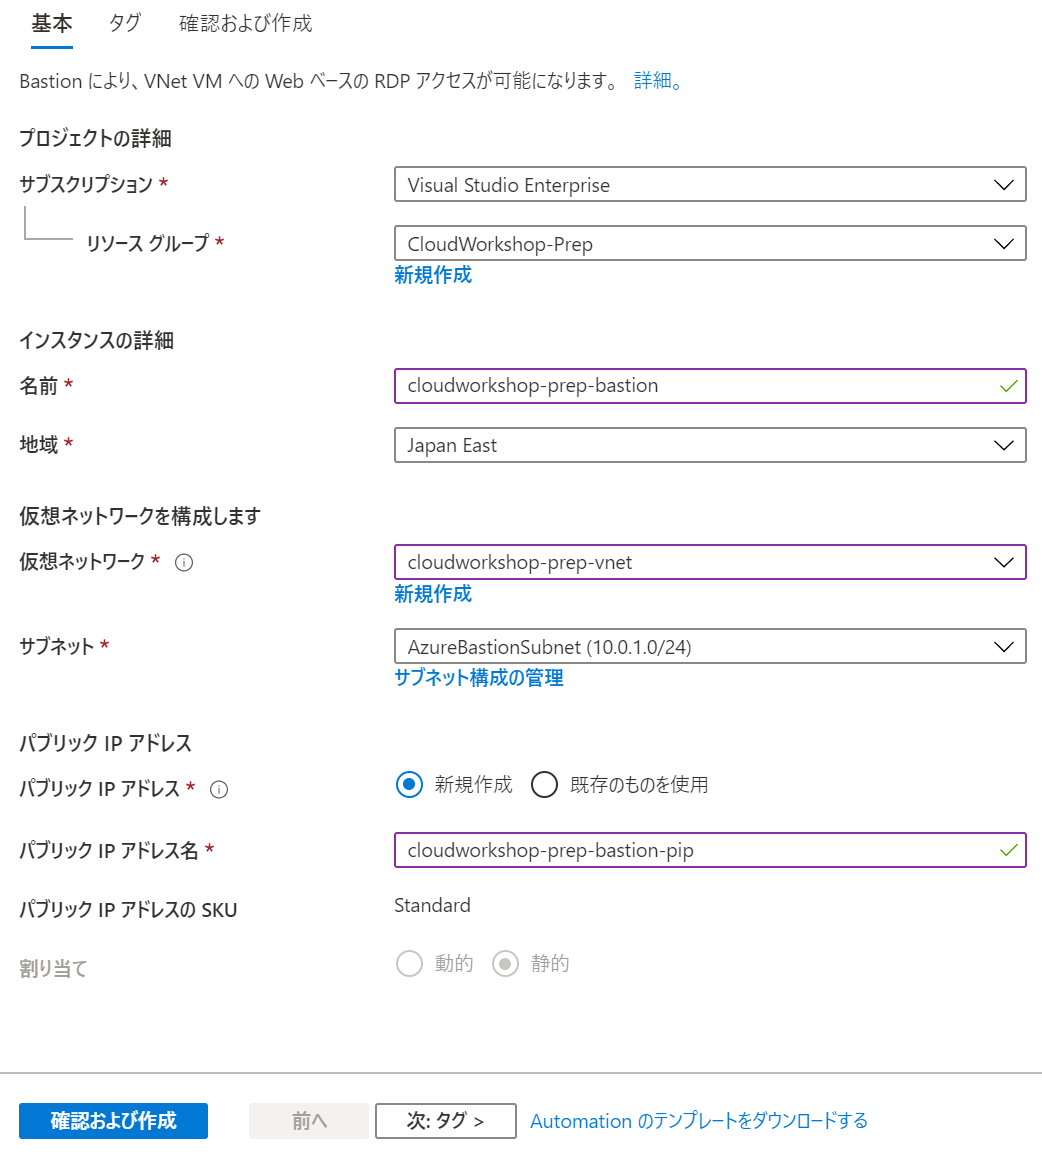 基本 タグ 確認および作成
Bastion により、VNet VM への Web ベースの RDP アクセスが可能になります。 詳細。
プロジェクトの詳細
サブスクリプション * Visual Studio Enterprise
リソース グループ * CloudWorkshop-Prep
新規作成
インスタンスの詳細
名前 * cloudworkshop-prep-bastion
地域 * Japan East
仮想ネットワークを構成します
仮想ネットワーク * cloudworkshop-prep-vnet
新規作成
サブネット * AzureBastionSubnet (10.0.1.0/24)
サブネット構成の管理
パブリック IP アドレス
パブリック IP アドレス * 新規作成 既存のものを使用
パブリック IP アドレス名 * cloudworkshop-prep-bastion-pip
パブリック IP アドレスの SKU Standard
割り当て 動的 静的
確認および作成 前へ 次: タグ > Automation のテンプレートをダウンロードする